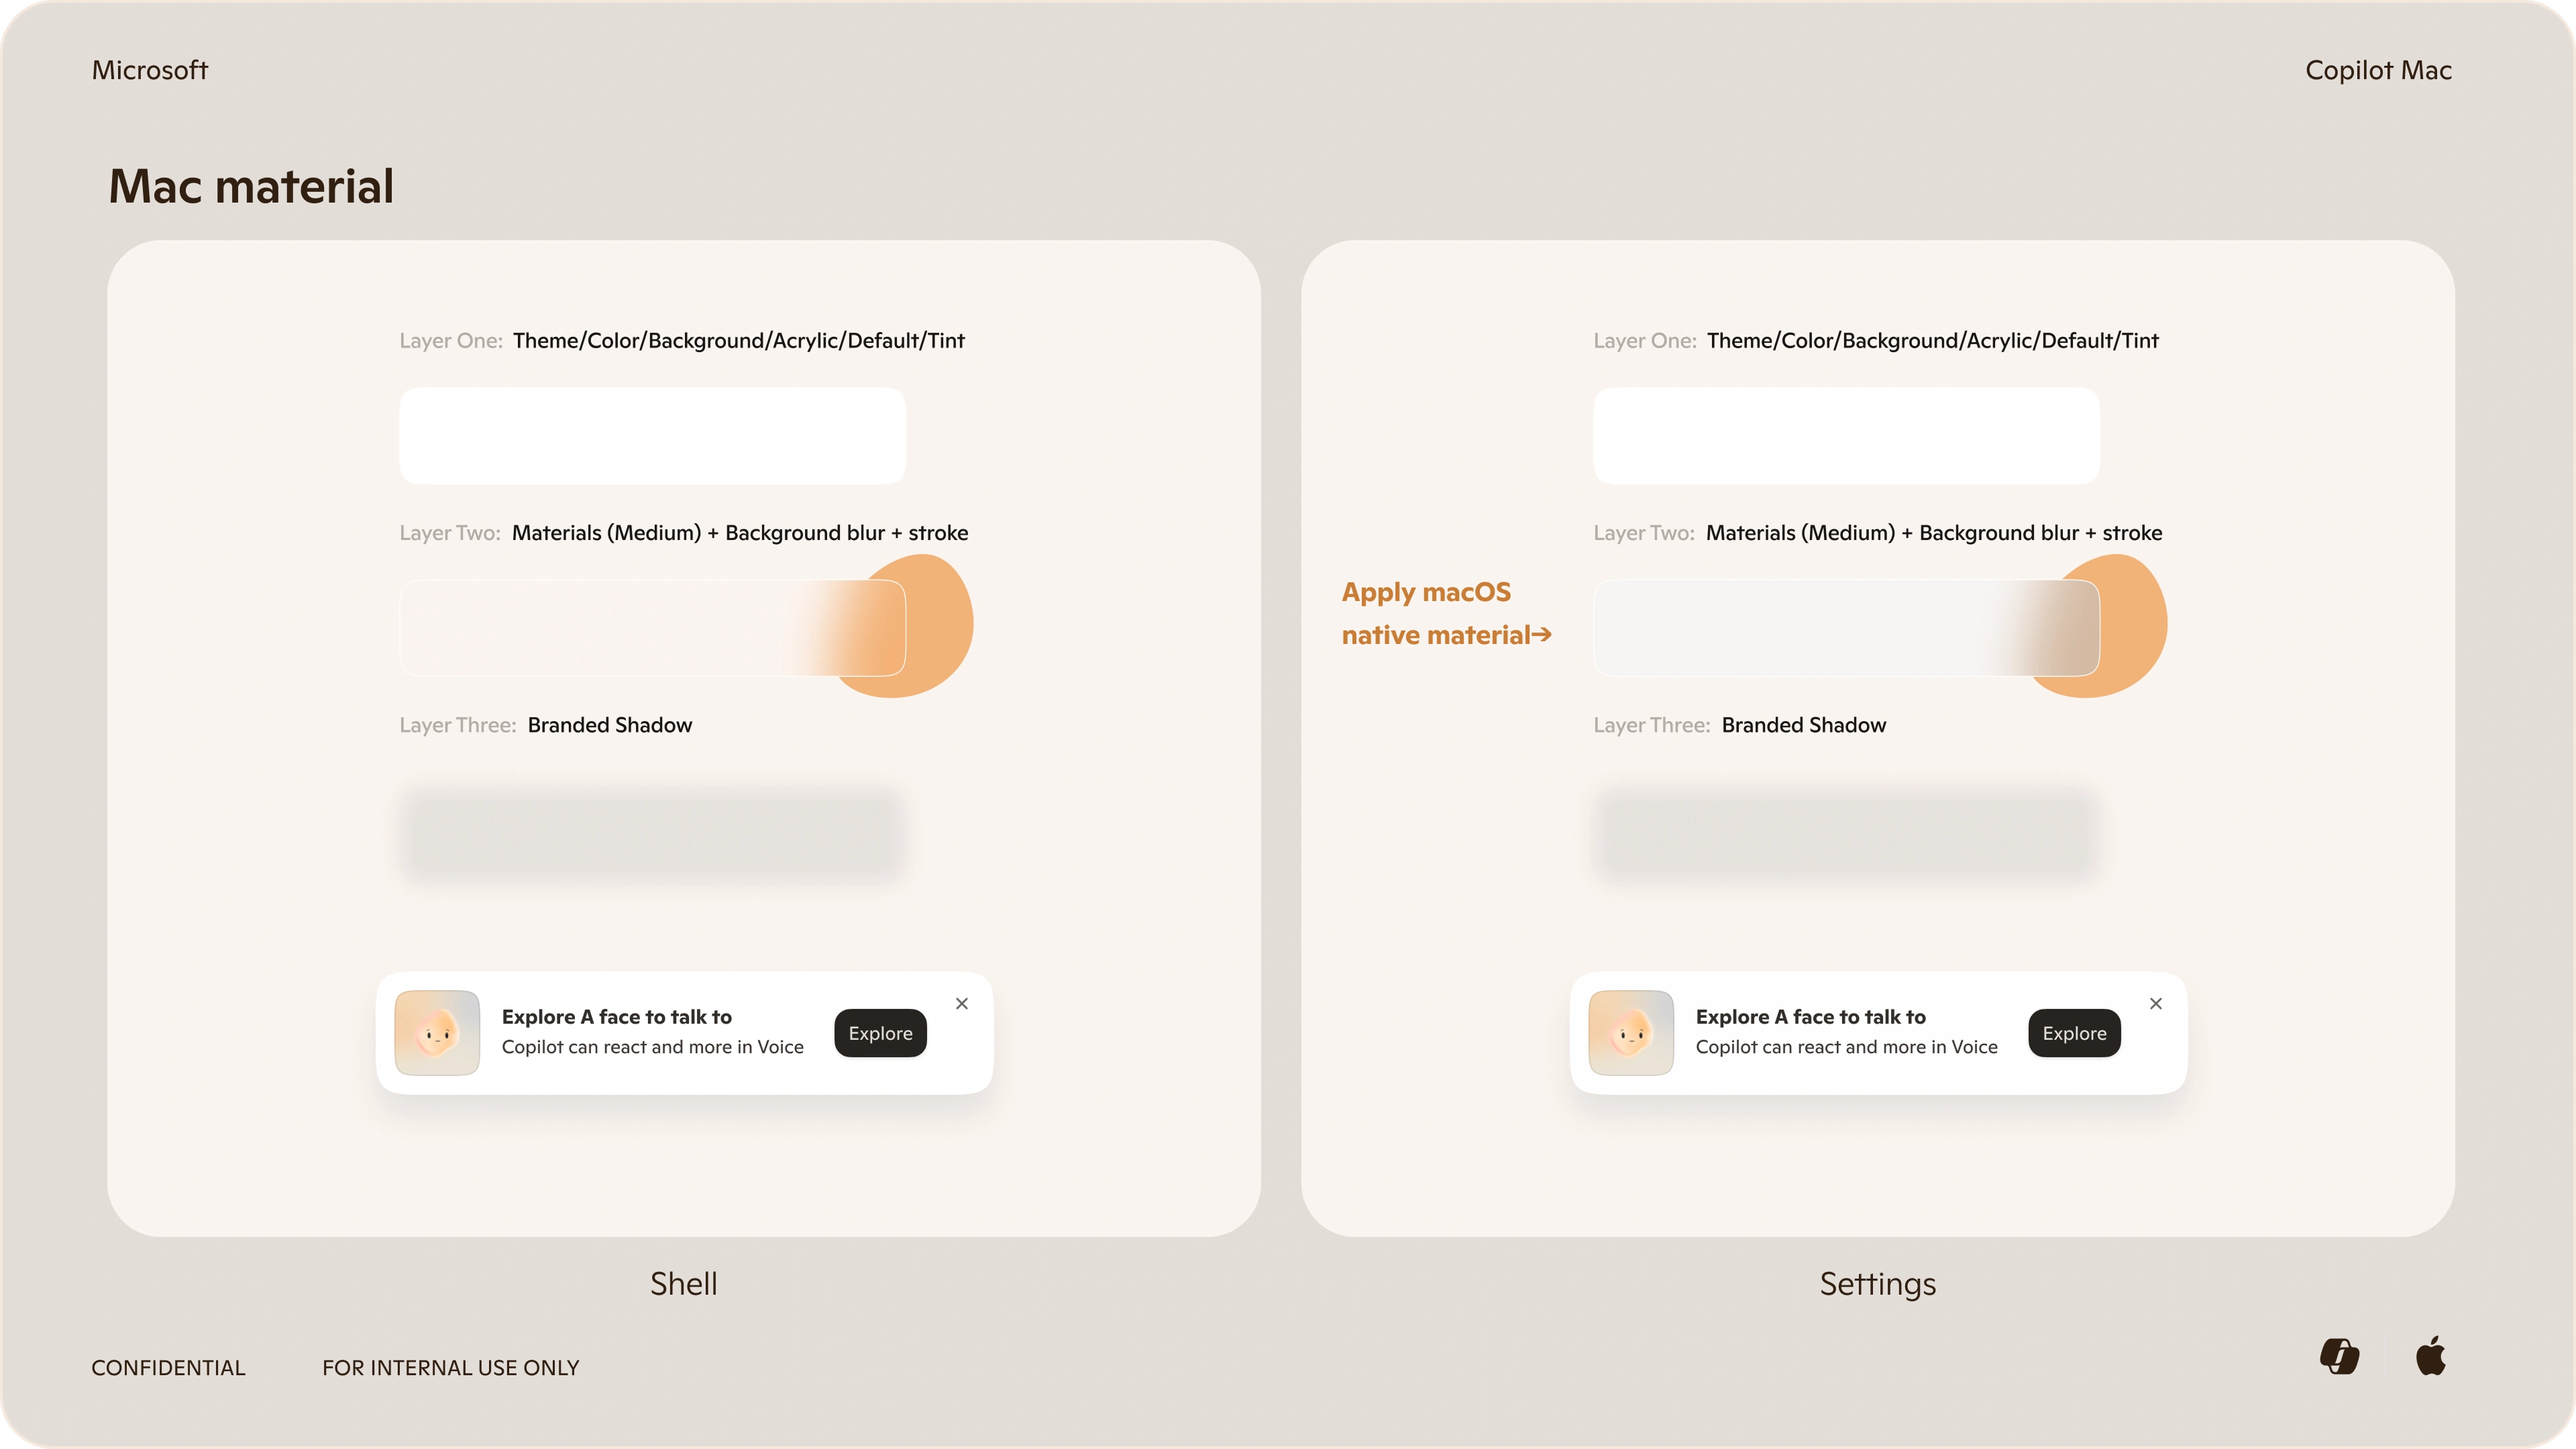 Microsoft
Copilot Mac
Mac material
Layer One: Theme/Color/Background/Acrylic/Default/Tint
Layer Two: Materials (Medium) + Background blur + stroke
Layer Three: Branded Shadow
Explore A face to talk to
Copilot can react and more in Voice
Explore
Shell
Layer One: Theme/Color/Background/Acrylic/Default/Tint
Layer Two: Materials (Medium) + Background blur + stroke
Apply macOS
native material→
Layer Three: Branded Shadow
Explore A face to talk to
Copilot can react and more in Voice
Explore
Settings
CONFIDENTIAL
FOR INTERNAL USE ONLY